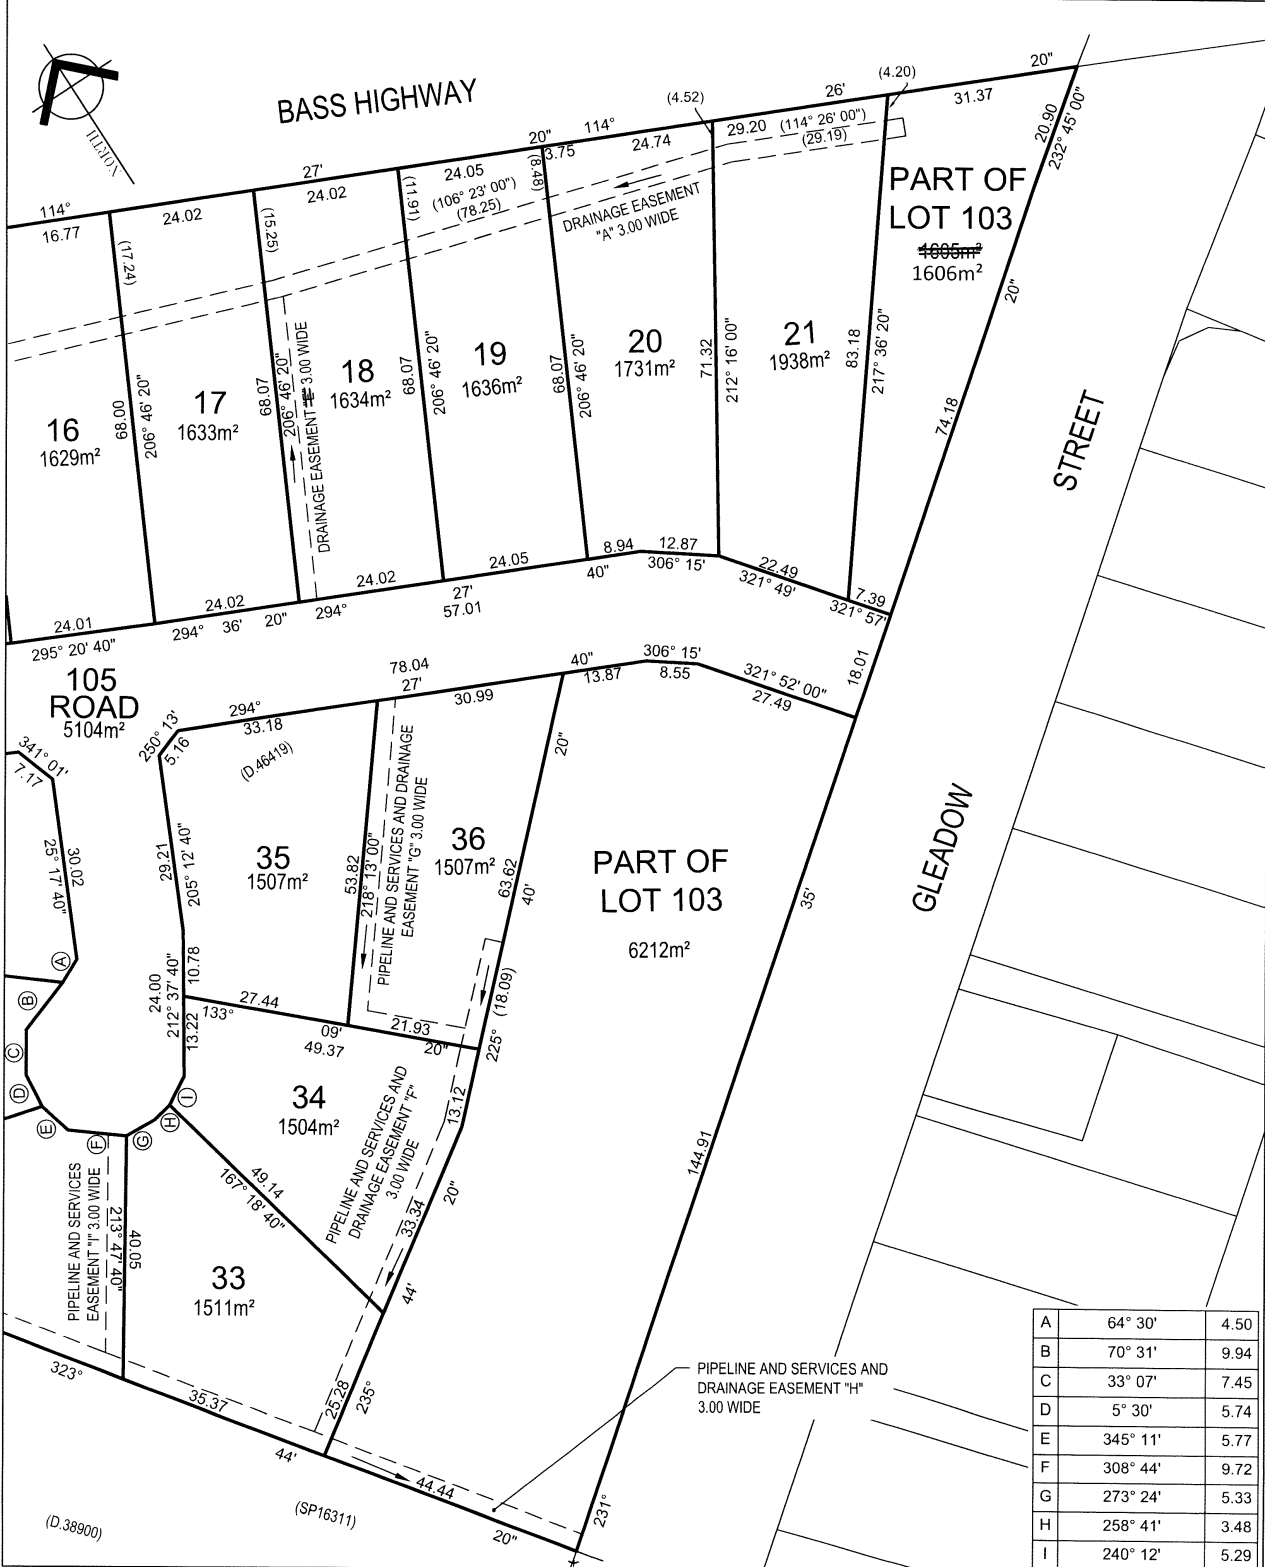 NORTH
BASS HIGHWAY
114°
16.77
24.02
27'
24.02
24.05
20"
3.75
114°
24.74
(4.52)
29.20
26'
(4.20)
31.37
20"
(114° 26' 00")
(29.19)
(106° 23' 00")
(78.25)
(17.24)
(15.25)
(11.91)
(8.48)
DRAINAGE EASEMENT
"A" 3.00 WIDE
20.90
232° 45' 00"
PART OF
LOT 103
1605m²
1606m²
20"
74.18
16
1629m²
68.00
206° 46' 20"
17
1633m²
68.07
206° 46' 20"
DRAINAGE EASEMENT "E" 3.00 WIDE
18
1634m²
68.07
206° 46' 20"
19
1636m²
68.07
206° 46' 20"
20
1731m²
71.32
212° 16' 00"
21
1938m²
83.18
217° 36' 20"
STREET
GLEADOW
24.01
295° 20' 40"
24.02
294° 36' 20"
24.02
294°
27'
57.01
24.05
40"
8.94
12.87
306° 15'
22.49
321° 49'
7.39
321° 57'
18.01
105
ROAD
5104m²
341° 01'
7.17
250° 13'
5.16
294°
33.18
78.04
27'
30.99
40"
13.87
306° 15'
8.55
321° 52' 00"
27.49
(D.46419)
25° 17' 40"
30.02
29.21
205° 12' 40"
35
1507m²
53.82
218° 13' 00"
PIPELINE AND SERVICES AND DRAINAGE
EASEMENT "G" 3.00 WIDE
36
1507m²
20"
63.62
40'
(18.09)
225°
PART OF
LOT 103
6212m²
35'
144.91
231°
24.00
212° 37' 40"
10.78
13.22
27.44
133°
09'
49.37
21.93
20"
A
B
C
D
E
F
G
H
I
34
1504m²
PIPELINE AND SERVICES AND
DRAINAGE EASEMENT "F"
3.00 WIDE
13.12
33.34
20"
44'
49.14
167° 18' 40"
PIPELINE AND SERVICES
EASEMENT "I" 3.00 WIDE
213° 47' 40"
40.05
33
1511m²
25.28
235°
323°
35.37
44'
44.44
20"
PIPELINE AND SERVICES AND
DRAINAGE EASEMENT "H"
3.00 WIDE
(D.38900)
(SP16311)
A 64° 30' 4.50
B 70° 31' 9.94
C 33° 07' 7.45
D 5° 30' 5.74
E 345° 11' 5.77
F 308° 44' 9.72
G 273° 24' 5.33
H 258° 41' 3.48
I 240° 12' 5.29